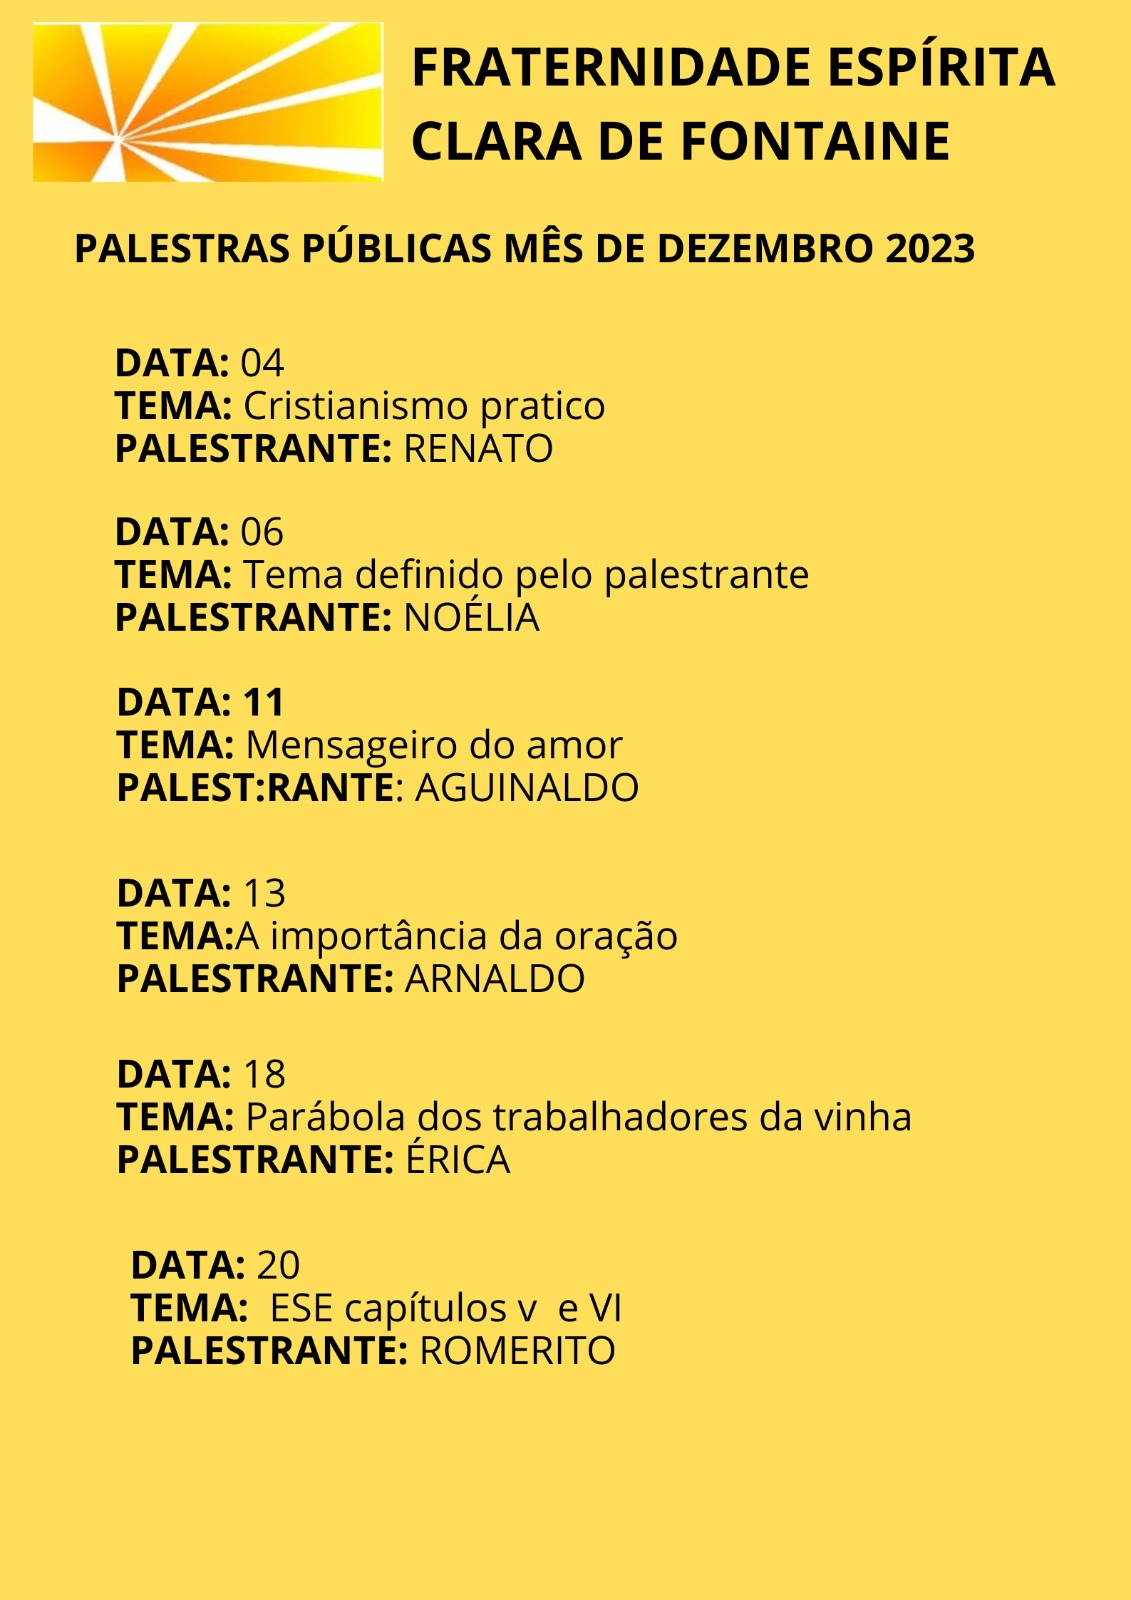 FRATERNIDADE ESPÍRITA
CLARA DE FONTAINE
PALESTRAS PÚBLICAS MÊS DE DEZEMBRO 2023
DATA: 04
TEMA: Cristianismo pratico
PALESTRANTE: RENATO
DATA: 06
TEMA: Tema definido pelo palestrante
PALESTRANTE: NOÉLIA
DATA: 11
TEMA: Mensageiro do amor
PALEST:RANTE: AGUINALDO
DATA: 13
TEMA:A importância da oração
PALESTRANTE: ARNALDO
DATA: 18
TEMA: Parábola dos trabalhadores da vinha
PALESTRANTE: ÉRICA
DATA: 20
TEMA:  ESE capítulos v  e VI
PALESTRANTE: ROMERITO